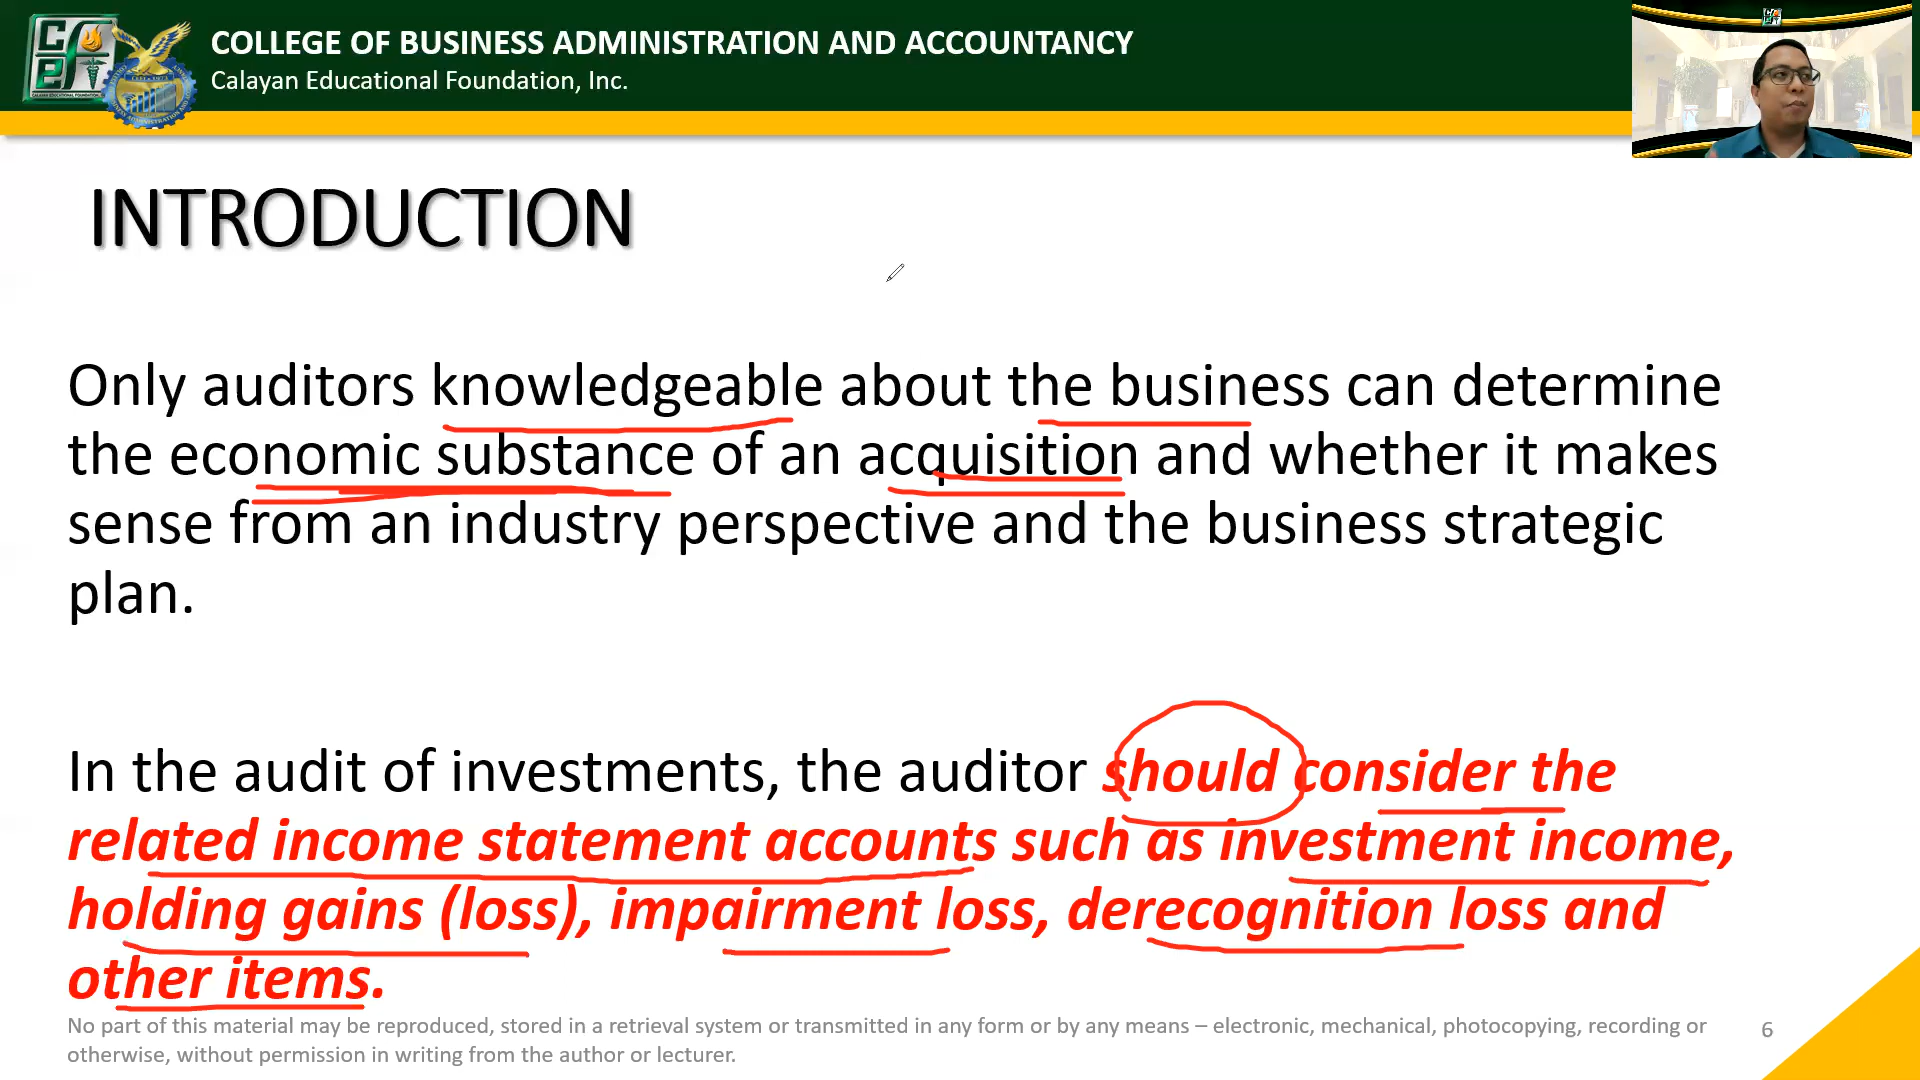 COLLEGE OF BUSINESS ADMINISTRATION AND ACCOUNTANCY
Calayan Educational Foundation, Inc.
INTRODUCTION
Only auditors knowledgeable about the business can determine
the economic substance of an acquisition and whether it makes
sense from an industry perspective and the business strategic
plan.
In the audit of investments, the auditor should consider the
related income statement accounts such as investment income,
holding gains (loss), impairment loss, derecognition loss and
other items.
No part of this material may be reproduced, stored in a retrieval system or transmitted in any form or by any means – electronic, mechanical, photocopying, recording or
otherwise, without permission in writing from the author or lecturer.
6